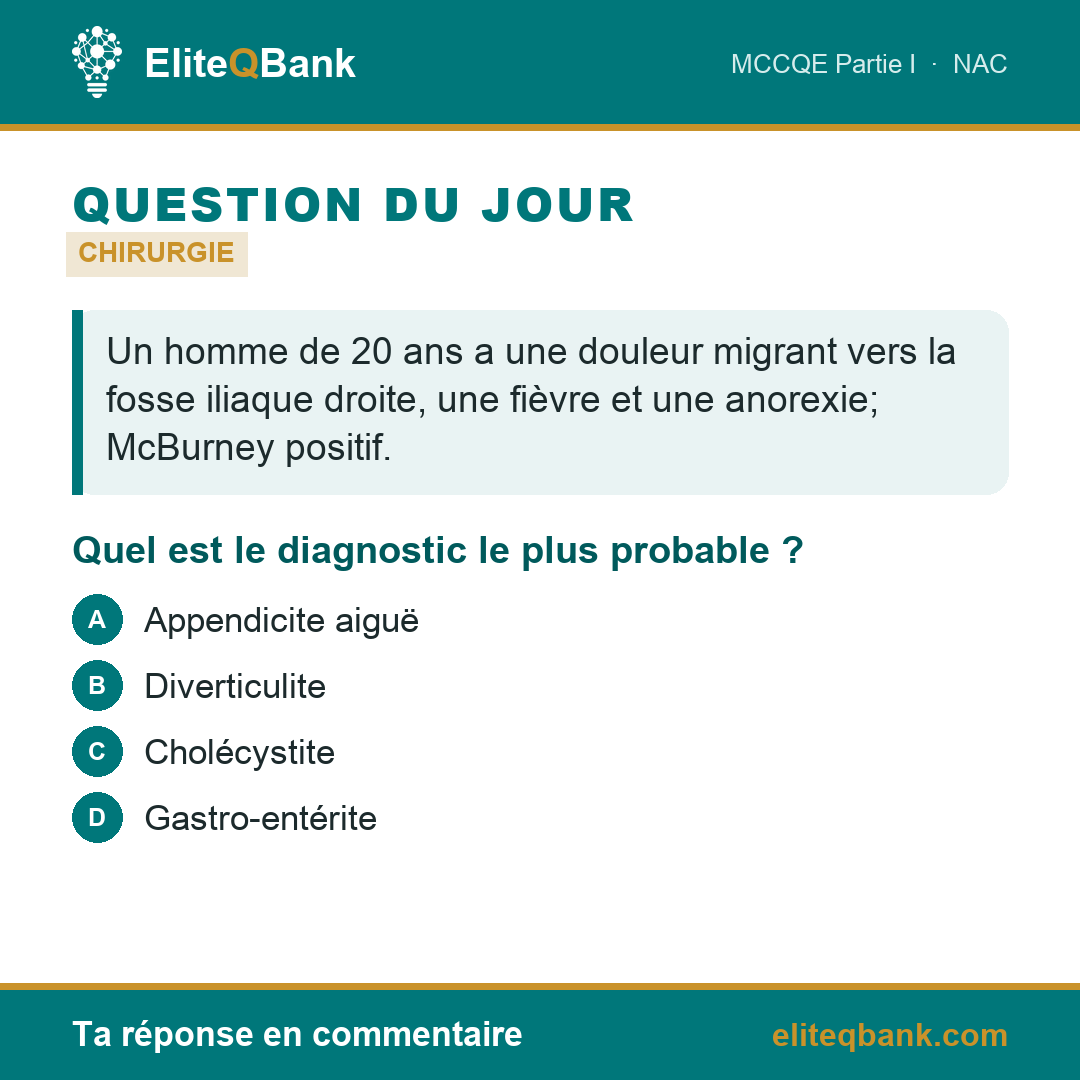 EliteQBank
MCCQE Partie I · NAC
QUESTION DU JOUR
CHIRURGIE
Un homme de 20 ans a une douleur migrant vers la
fosse iliaque droite, une fièvre et une anorexie;
McBurney positif.
Quel est le diagnostic le plus probable ?
A Appendicite aiguë
B Diverticulite
C Cholécystite
D Gastro-entérite
Ta réponse en commentaire
eliteqbank.com